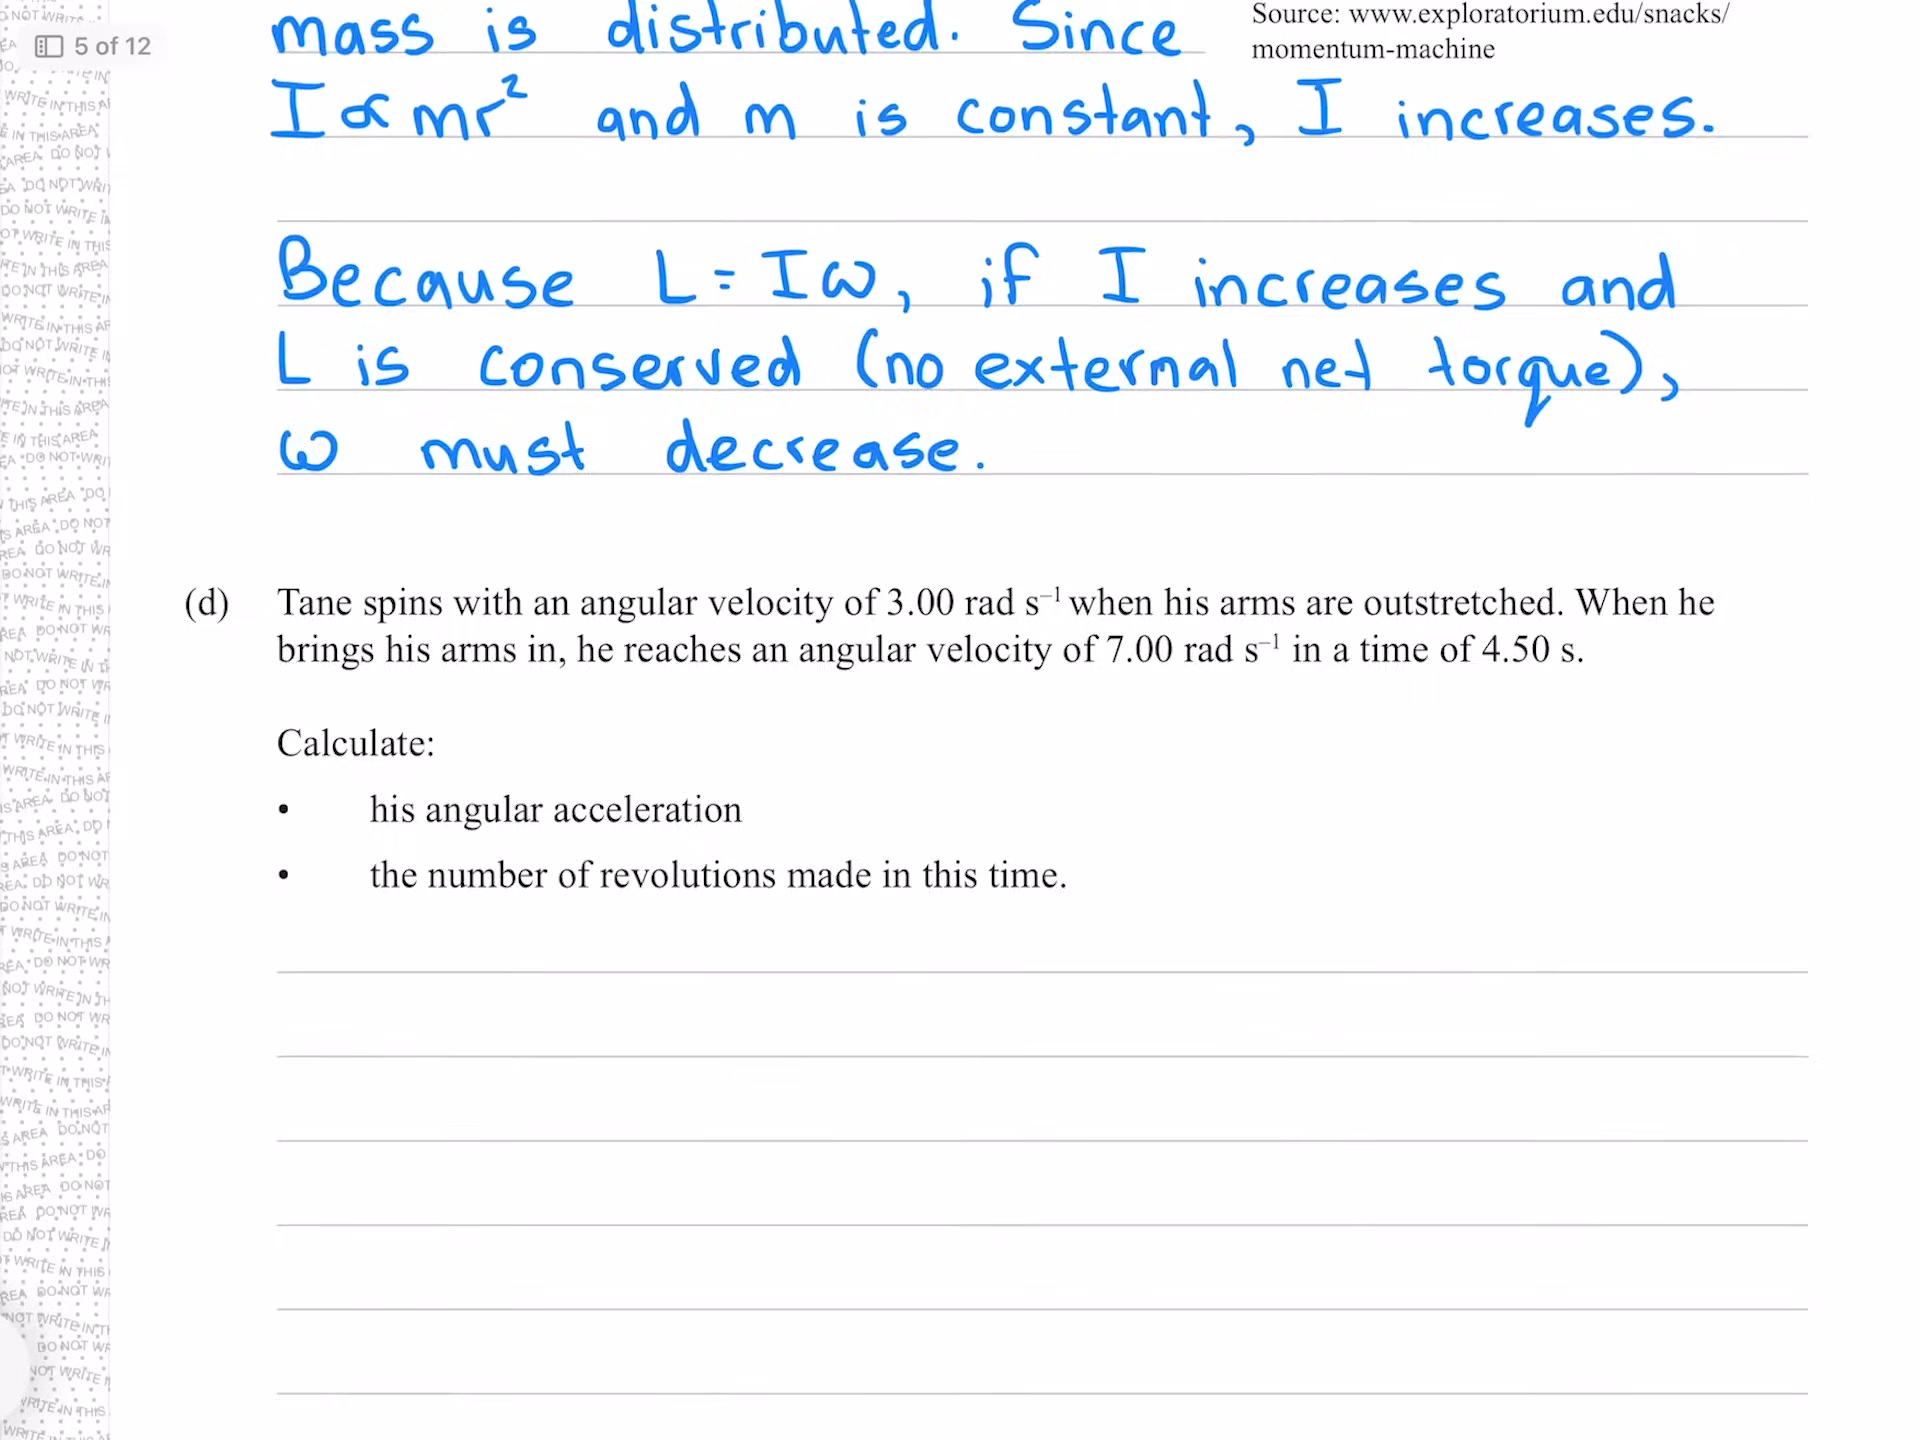 5 of 12
mass is distributed. Since
Source: www.exploratorium.edu/snacks/
momentum-machine
I ∝ mr² and m is constant, I increases.
Because L = Iω, if I increases and
L is conserved (no external net torque),
ω must decrease.
(d) Tane spins with an angular velocity of 3.00 rad s⁻¹ when his arms are outstretched. When he
brings his arms in, he reaches an angular velocity of 7.00 rad s⁻¹ in a time of 4.50 s.
Calculate:
• his angular acceleration
• the number of revolutions made in this time.